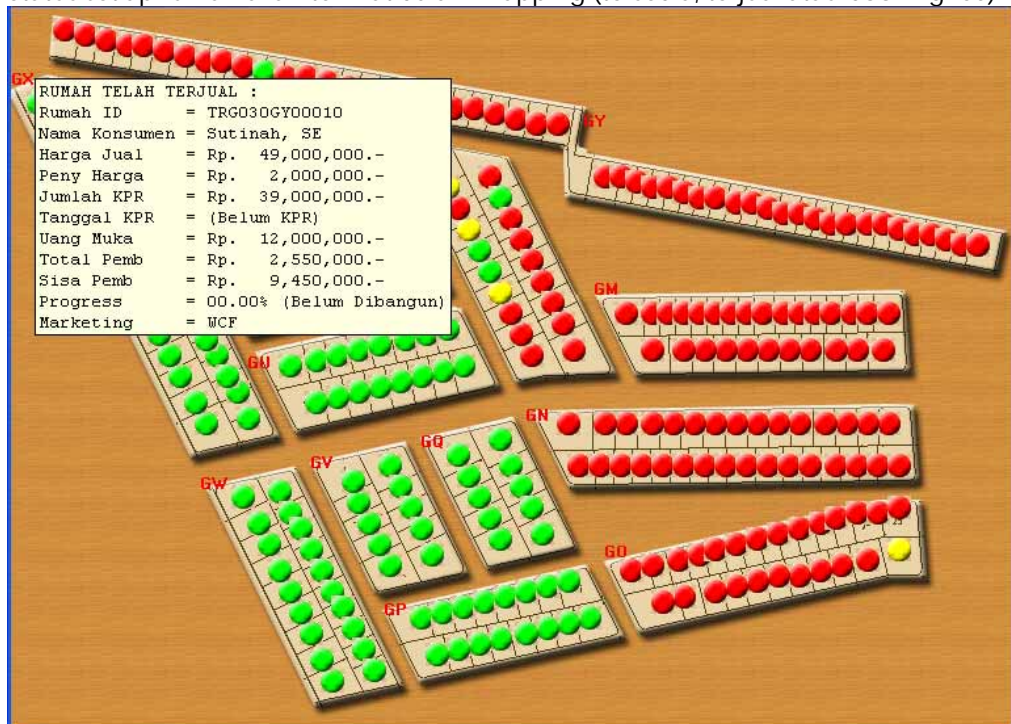 GX
RUMAH TELAH TERJUAL :
Rumah ID = TRG030GY00010
Nama Konsumen = Sutinah, SE
Harga Jual = Rp. 49,000,000.-
Peny Harga = Rp. 2,000,000.-
Jumlah KPR = Rp. 39,000,000.-
Tanggal KPR = (Belum KPR)
Uang Muka = Rp. 12,000,000.-
Total Pemb = Rp. 2,550,000.-
Sisa Pemb = Rp. 9,450,000.-
Progress = 00.00% (Belum Dibangun)
Marketing = WCF
GY
GM
GU
GN
GQ
GV
GW
GO
GP